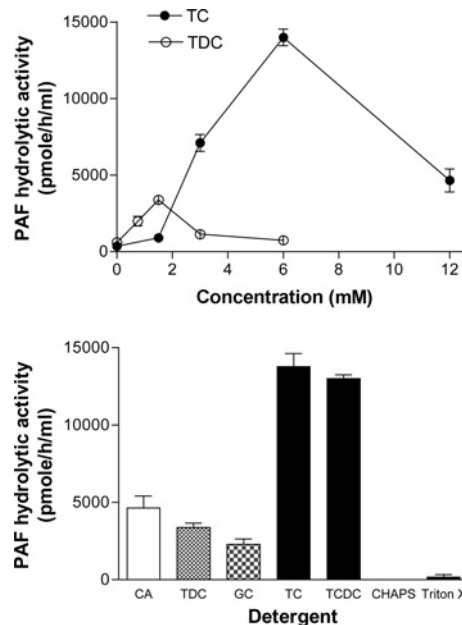 TC
TDC
15000
10000
5000
0
PAF hydrolytic activity
(pmole/h/ml)
0 2 4 6 8 10 12
Concentration (mM)
15000
10000
5000
0
PAF hydrolytic activity
(pmole/h/ml)
CA TDC GC TC TCDC CHAPS Triton X
Detergent